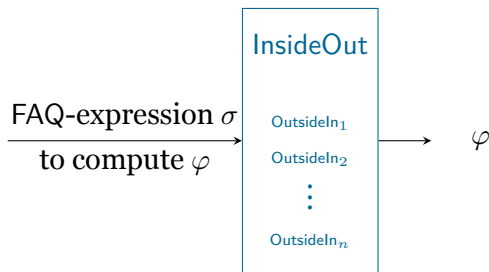 InsideOut
FAQ-expression σ
to compute φ
OutsideIn₁
OutsideIn₂
⋮
OutsideInₙ
φ